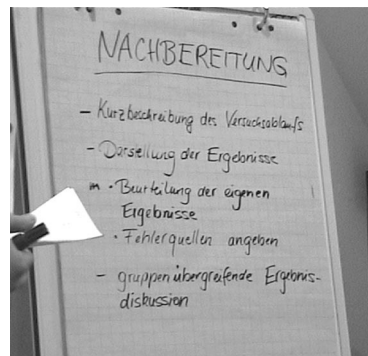 NACHBEREITUNG
- Kurzbeschreibung des Versuchsablaufs
- Darstellung der Ergebnisse
m • Beurteilung der eigenen
Ergebnisse
• Fehlerquellen angeben
- gruppenübergreifende Ergebnis-
diskussion